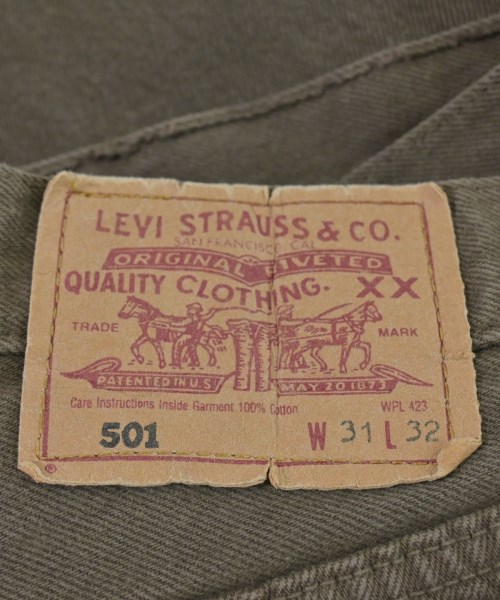 LEVI STRAUSS & CO.
SAN FRANCISCO, CAL
ORIGINAL RIVETED
QUALITY CLOTHING. XX
TRADE MARK
PATENTED IN U.S. MAY 20 1873
Care Instructions Inside Garment 100% Cotton WPL 423
501 W 31 L 32
®